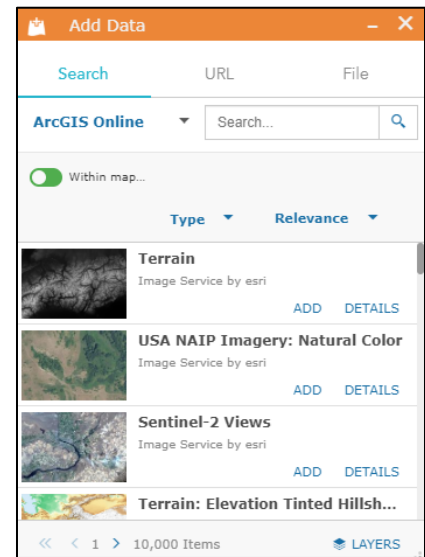 Add Data
Search URL File
ArcGIS Online Search...
Within map...
Type Relevance
Terrain
Image Service by esri
ADD DETAILS
USA NAIP Imagery: Natural Color
Image Service by esri
ADD DETAILS
Sentinel-2 Views
Image Service by esri
ADD DETAILS
Terrain: Elevation Tinted Hillsh...
« < 1 > 10,000 Items LAYERS